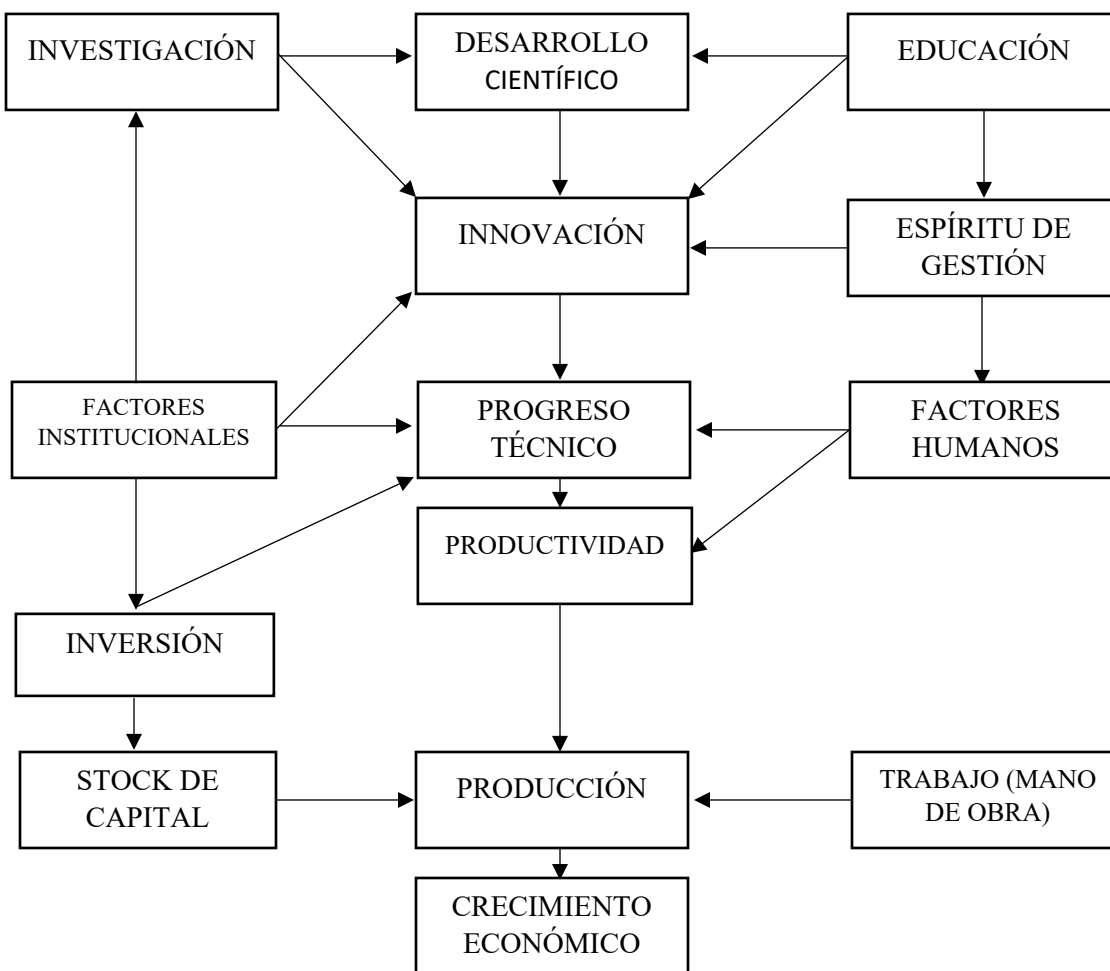 INVESTIGACIÓN
DESARROLLO
CIENTÍFICO
EDUCACIÓN
INNOVACIÓN
ESPÍRITU DE
GESTIÓN
FACTORES
INSTITUCIONALES
PROGRESO
TÉCNICO
FACTORES
HUMANOS
PRODUCTIVIDAD
INVERSIÓN
STOCK DE
CAPITAL
PRODUCCIÓN
TRABAJO (MANO
DE OBRA)
CRECIMIENTO
ECONÓMICO